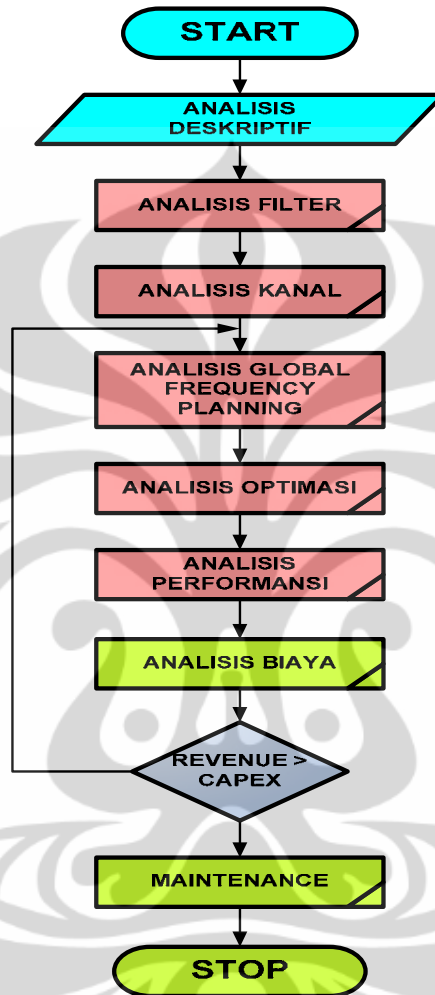 START
ANALISIS
DESKRIPTIF
ANALISIS FILTER
ANALISIS KANAL
ANALISIS GLOBAL
FREQUENCY
PLANNING
ANALISIS OPTIMASI
ANALISIS
PERFORMANSI
ANALISIS BIAYA
REVENUE >
CAPEX
MAINTENANCE
STOP